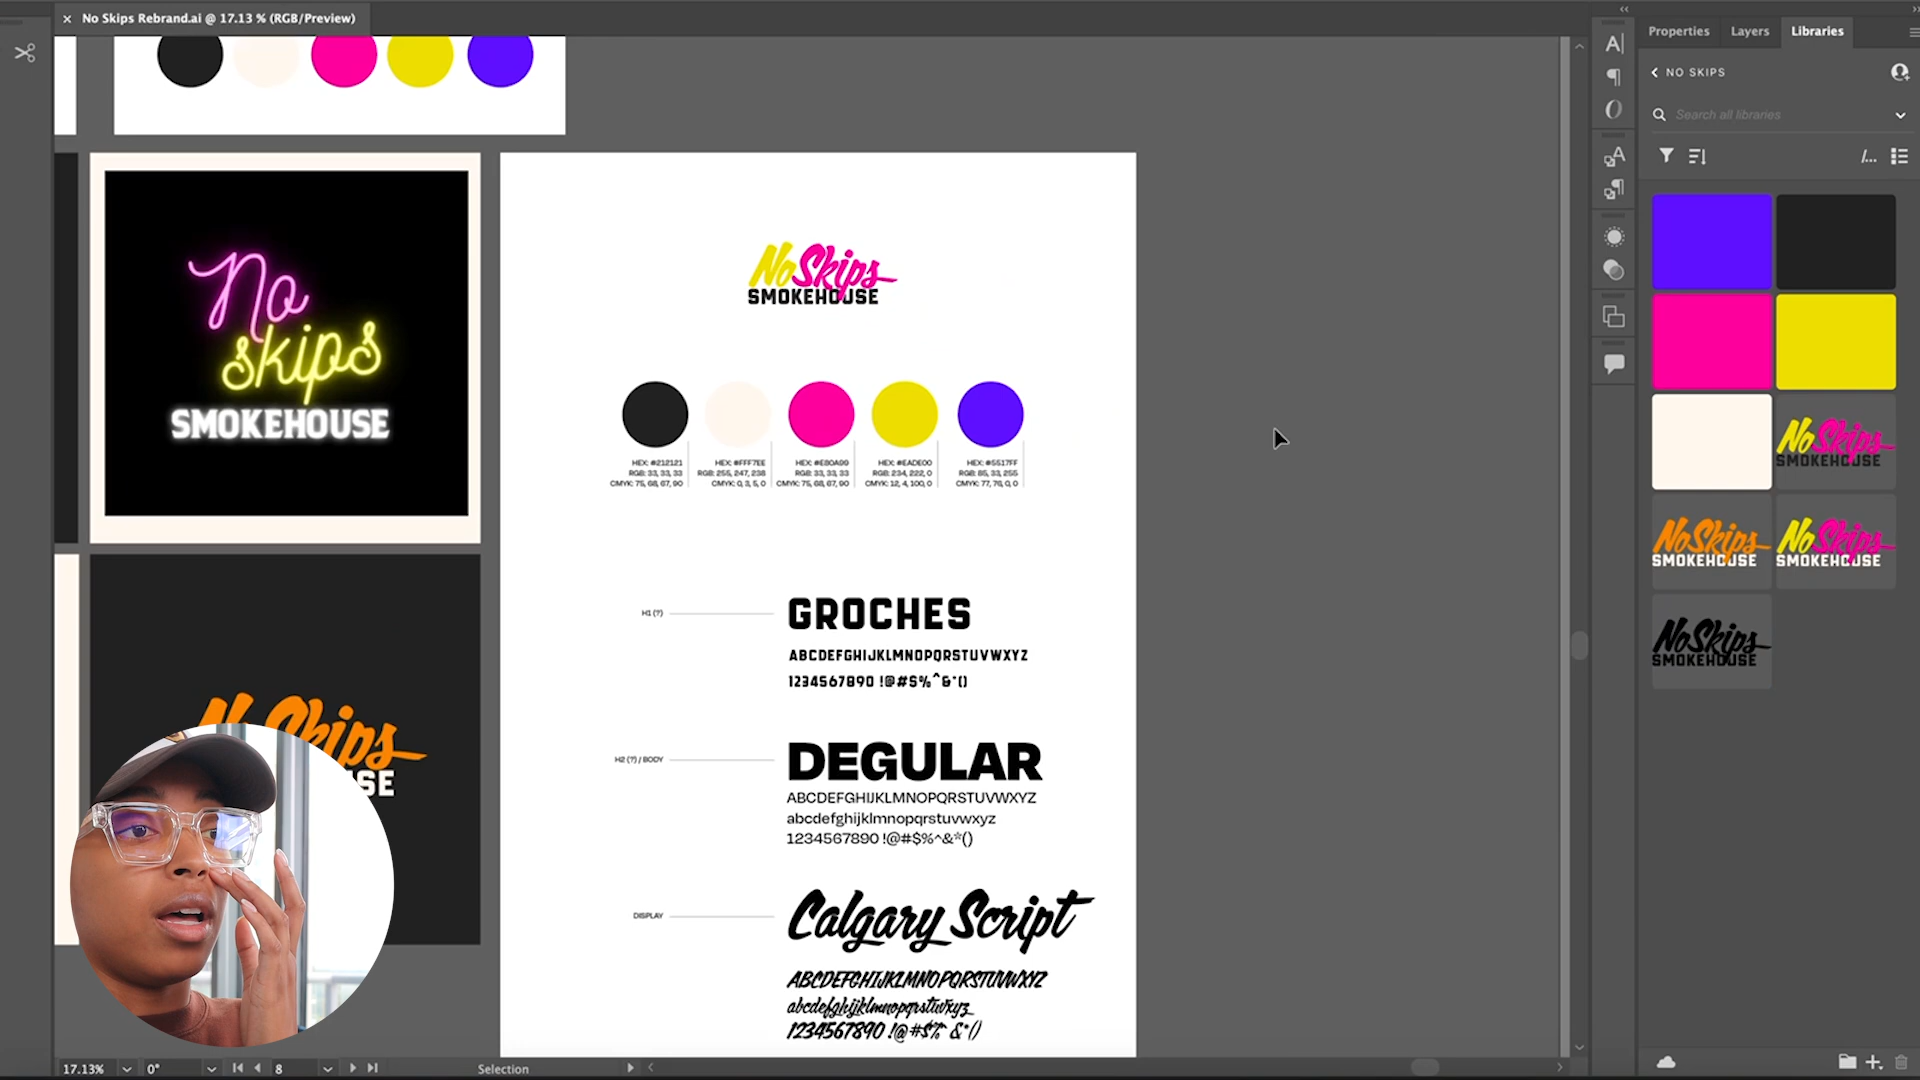 No Skips Rebrand.ai @ 17.13 % (RGB/Preview)
Properties
Layers
Libraries
NO SKIPS
Search all libraries
No
skips
SMOKEHOUSE
NoSkips
SMOKEHOUSE
HEX: #212121
RGB: 33, 33, 33
CMYK: 75, 68, 67, 90
HEX: #FFF7EE
RGB: 255, 247, 238
CMYK: 0, 3, 5, 0
HEX: #E80A99
RGB: 33, 33, 33
CMYK: 75, 68, 67, 90
HEX: #EADE00
RGB: 234, 222, 0
CMYK: 12, 4, 100, 0
HEX: #5517FF
RGB: 85, 33, 255
CMYK: 77, 76, 0, 0
H1 (?)
GROCHES
ABCDEFGHIJKLMNOPQRSTUVWXYZ
1234567890 !@#$%^&*()
H2 (?) / BODY
DEGULAR
ABCDEFGHIJKLMNOPQRSTUVWXYZ
abcdefghijklmnopqrstuvwxyz
1234567890 !@#$%^&*()
DISPLAY
Calgary Script
ABCDEFGHIJKLMNOPQRSTUVWXYZ
abcdefghijklmnopqrstuvwxyz
1234567890 !@#$% &*()
No Skips
SE
NoSkips
SMOKEHOUSE
NoSkips
SMOKEHOUSE
NoSkips
SMOKEHOUSE
NoSkips
SMOKEHOUSE
17.13%
0°
8
Selection